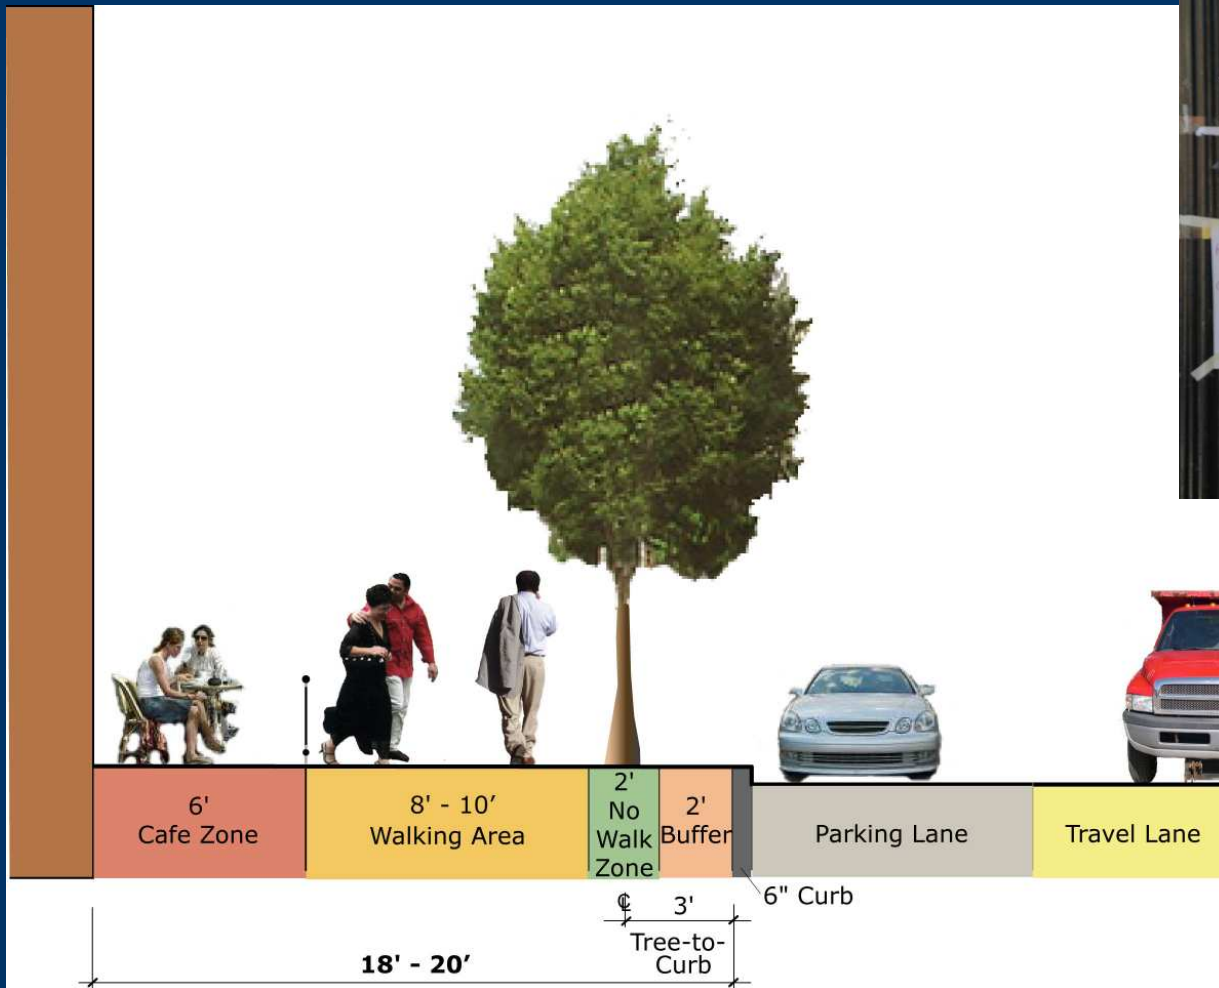 6'
Cafe Zone
8' - 10’
Walking Area
2'
No
Walk
Zone
2'
Buffer
Parking Lane
Travel Lane
6" Curb
℄
3'
Tree-to-
Curb
18' - 20’